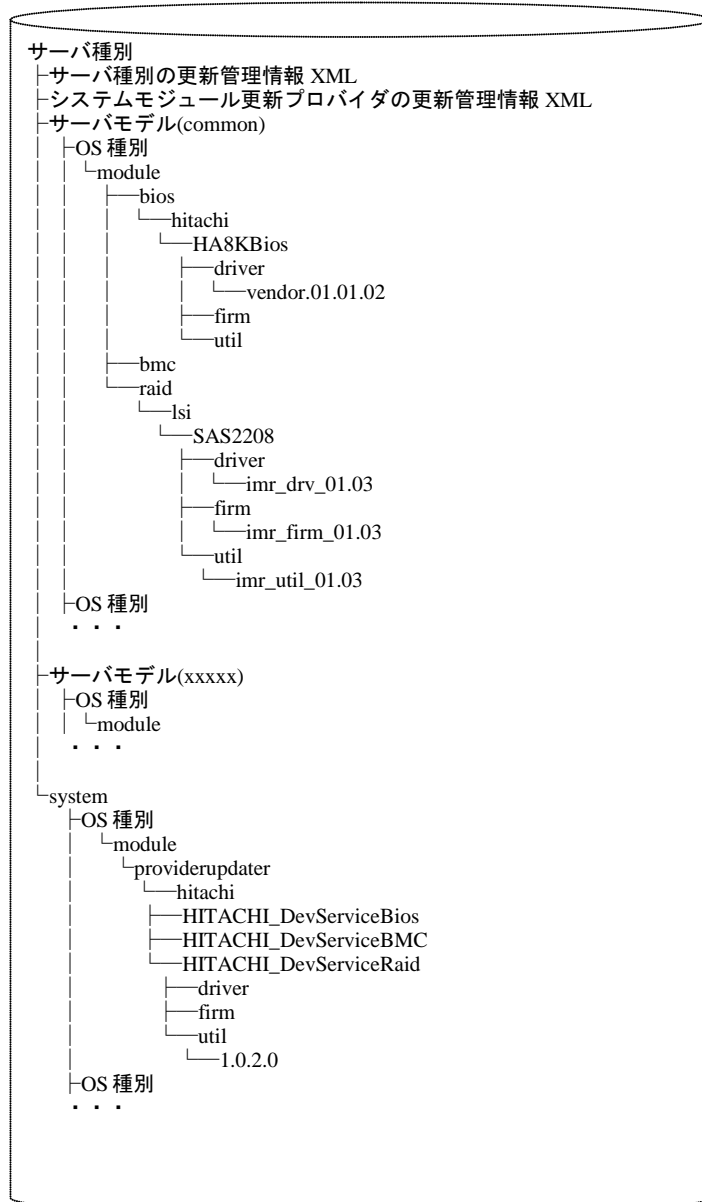 サーバ種別
├サーバ種別の更新管理情報 XML
├システムモジュール更新プロバイダの更新管理情報 XML
├サーバモデル(common)
│ ├OS 種別
│ │ └module
│ │ ├──bios
│ │ │ └──hitachi
│ │ │ └──HA8KBios
│ │ │ ├──driver
│ │ │ │ └──vendor.01.01.02
│ │ │ ├──firm
│ │ │ └──util
│ │ ├──bmc
│ │ └──raid
│ │ └──lsi
│ │ └──SAS2208
│ │ ├──driver
│ │ │ └──imr_drv_01.03
│ │ ├──firm
│ │ │ └──imr_firm_01.03
│ │ └──util
│ │ └──imr_util_01.03
│ ├OS 種別
│ ・・・
│
├サーバモデル(xxxxx)
│ ├OS 種別
│ │ └module
│ ・・・
│
└system
├OS 種別
│ └module
│ └providerupdater
│ └──hitachi
│ ├──HITACHI_DevServiceBios
│ ├──HITACHI_DevServiceBMC
│ └──HITACHI_DevServiceRaid
│ ├──driver
│ ├──firm
│ └──util
│ └──1.0.2.0
├OS 種別
・・・